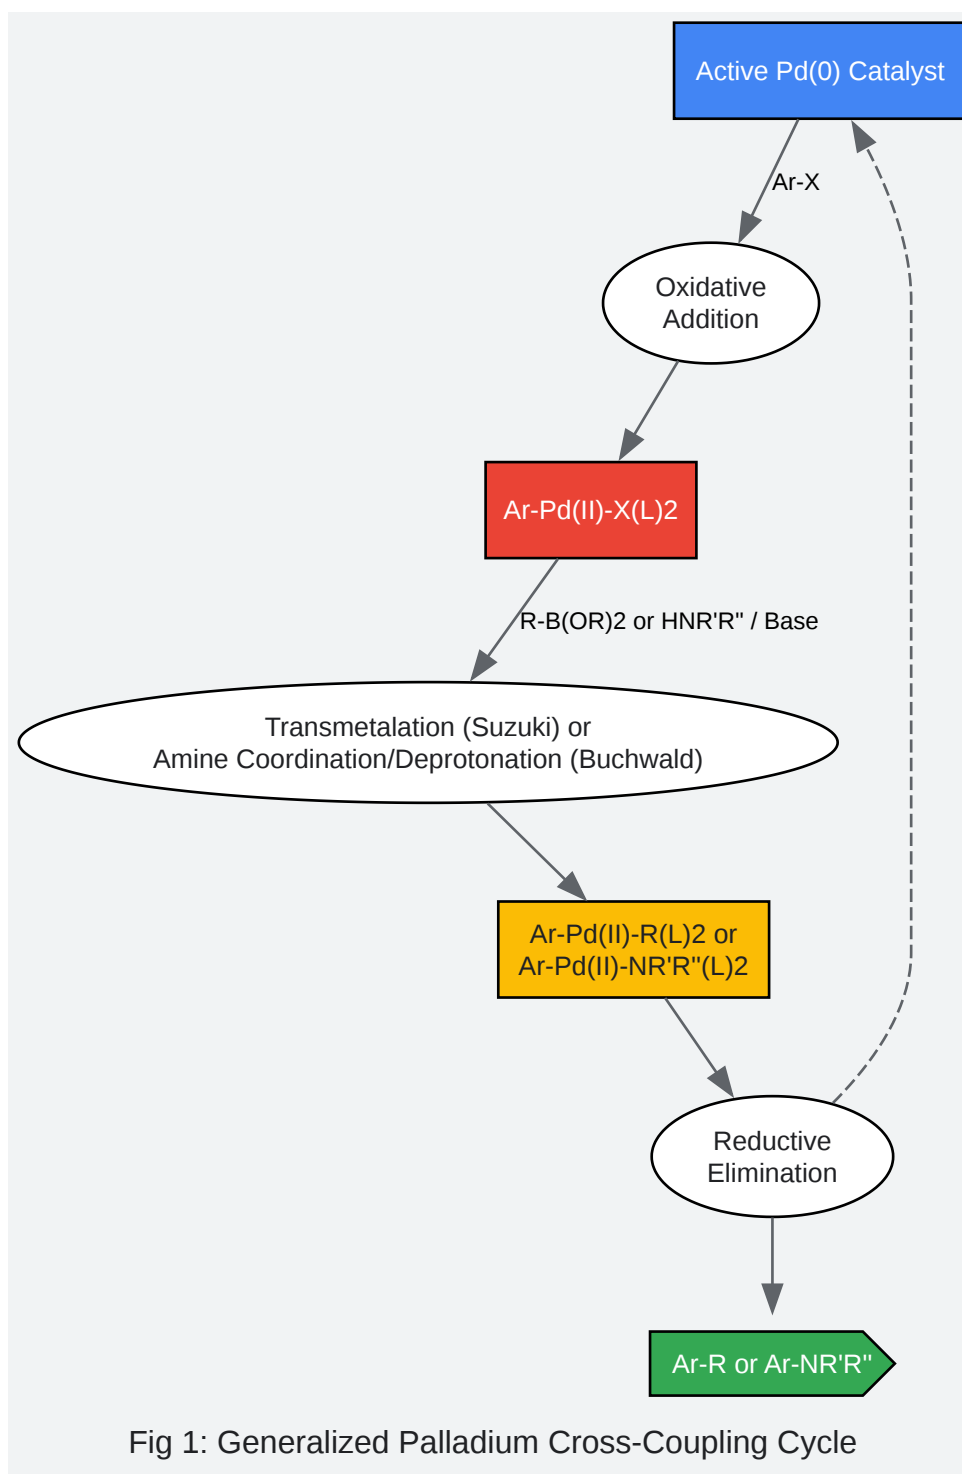 Active Pd(0) Catalyst
Ar-X
Oxidative
Addition
Ar-Pd(II)-X(L)2
R-B(OR)2 or HNR'R" / Base
Transmetalation (Suzuki) or
Amine Coordination/Deprotonation (Buchwald)
Ar-Pd(II)-R(L)2 or
Ar-Pd(II)-NR'R"(L)2
Reductive
Elimination
Ar-R or Ar-NR'R"
Fig 1: Generalized Palladium Cross-Coupling Cycle